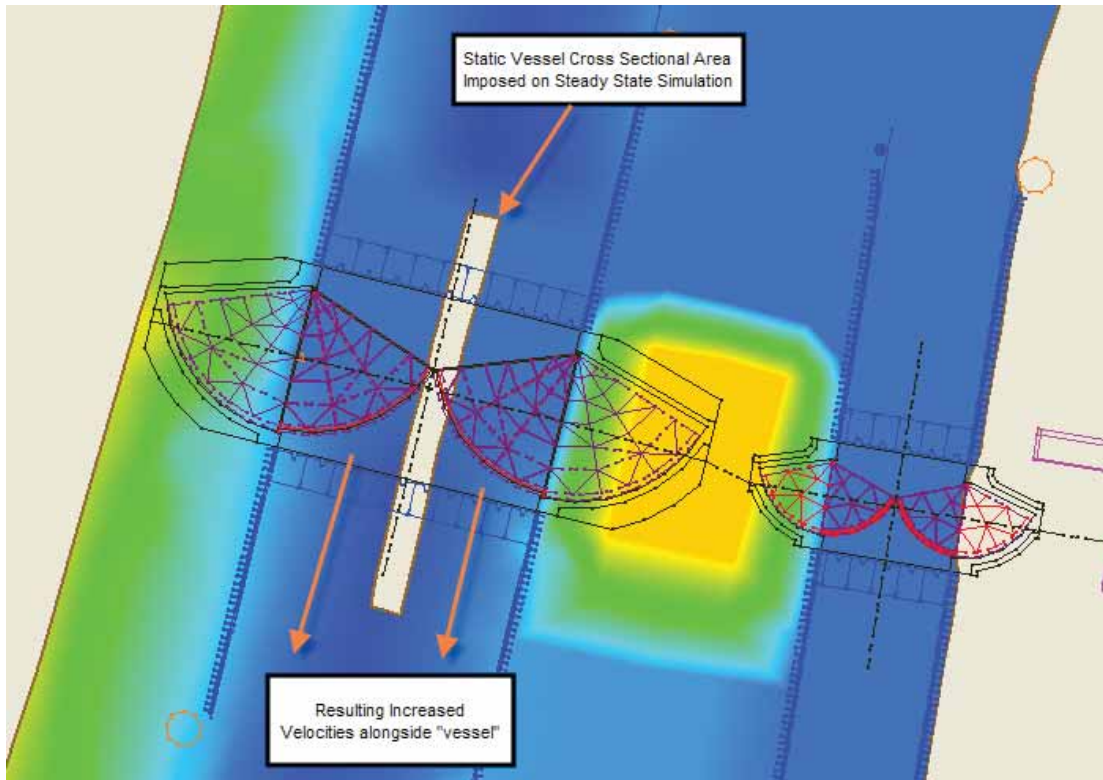 Static Vessel Cross Sectional Area
Imposed on Steady State Simulation
Resulting Increased
Velocities alongside "vessel"